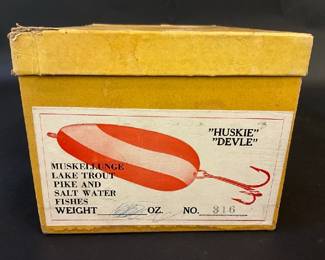 "HUSKIE"
"DEVLE"
MUSKELLUNGE
LAKE TROUT
PIKE AND
SALT WATER
FISHES
WEIGHT OZ. NO. 316